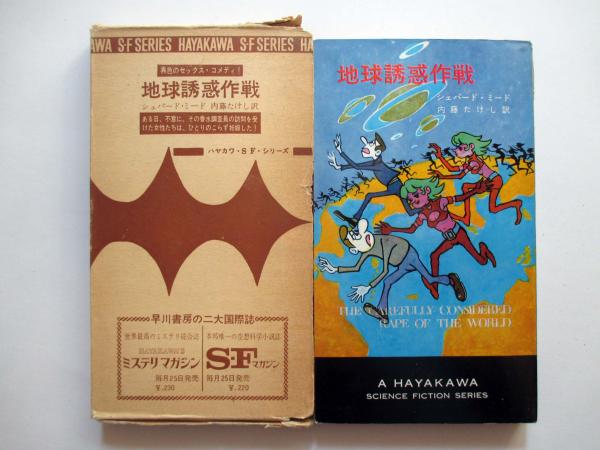 AWA S·F SERIES HAYAKAWA S·F SERIES HAYAKAWA
異色のセックス・コメディ!
地球誘惑作戦
シェパード・ミード 内藤たけし訳
ある日、不意に、その香水調査員の訪問を受
けた女性たちは、ひとりのこらず妊娠した!
ハヤカワ・SF・シリーズ
早川書房の二大国際誌
世界最高のミステリ綜合誌
HAYAKAWA'S
ミステリマガジン
毎月25日発売
¥.230
本邦唯一の空想科学小説誌
SFマガジン
毎月25日発売
¥.220
地球誘惑作戦
シェパード・ミード
内藤たけし訳
THE CAREFULLY CONSIDERED
RAPE OF THE WORLD
A HAYAKAWA
SCIENCE FICTION SERIES